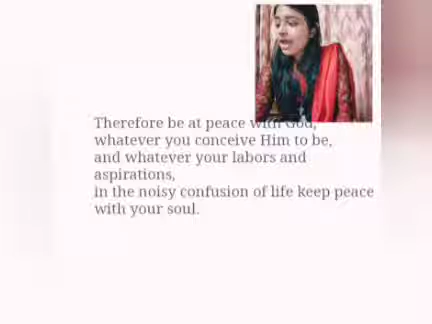 Therefore be at peace with God,
whatever you conceive Him to be,
and whatever your labors and
aspirations,
in the noisy confusion of life keep peace
with your soul.